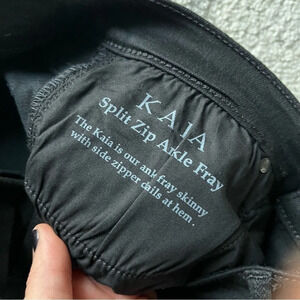 KAIA
Split Zip Ankle Fray
The Kaia is our ankle fray skinny
with side zipper details at hem.